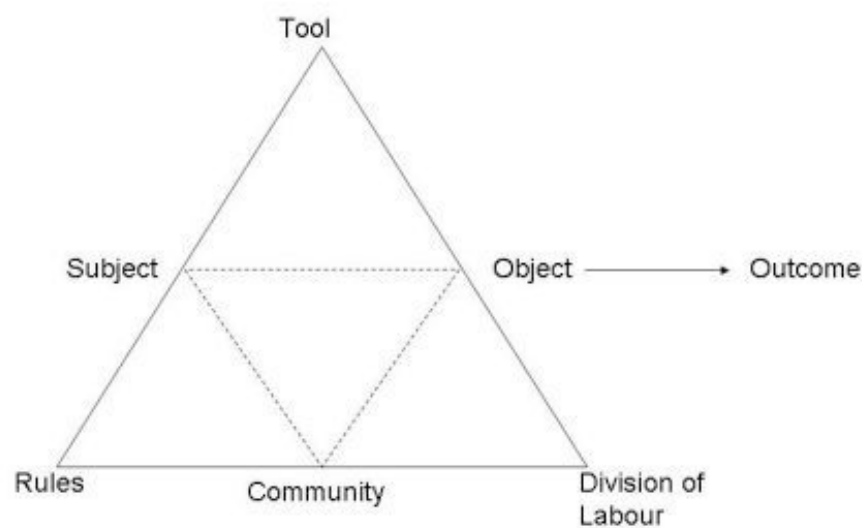 Tool
Subject
Object
Outcome
Rules
Community
Division of
Labour